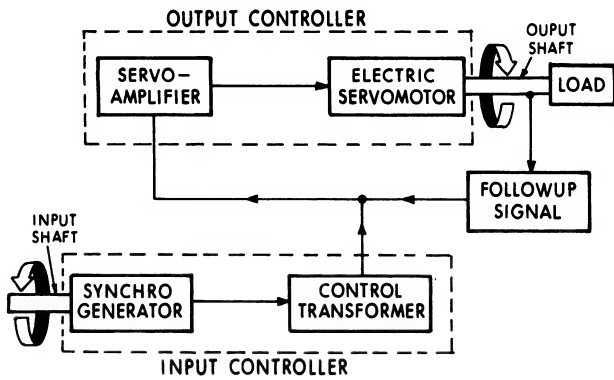 OUTPUT CONTROLLER
SERVO-
AMPLIFIER
ELECTRIC
SERVOMOTOR
OUPUT
SHAFT
LOAD
FOLLOWUP
SIGNAL
INPUT
SHAFT
SYNCHRO
GENERATOR
CONTROL
TRANSFORMER
INPUT CONTROLLER